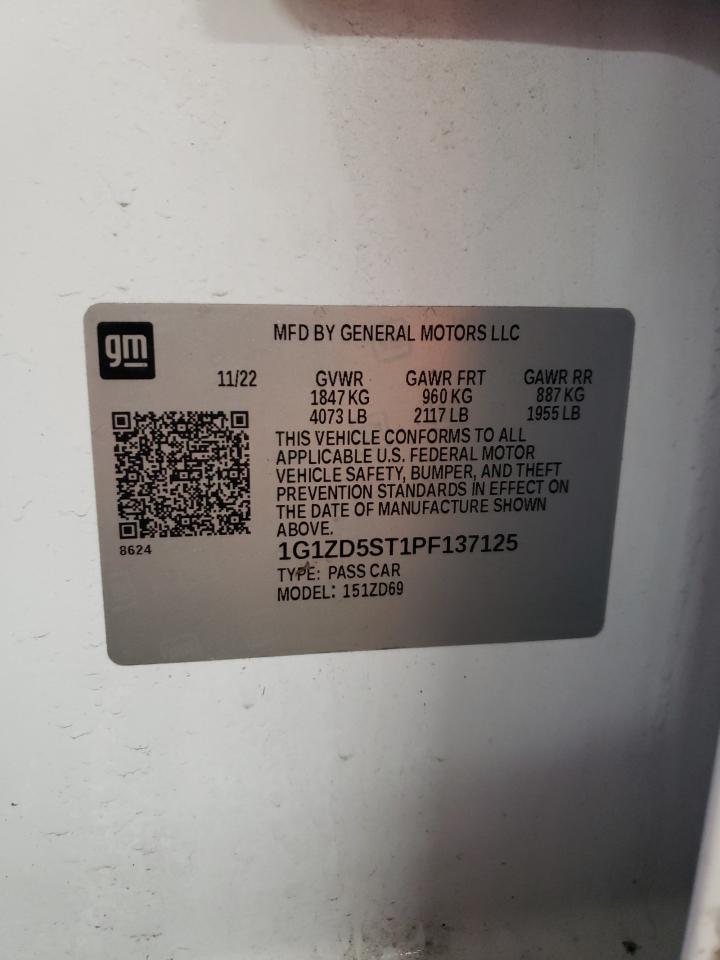 gm
MFD BY GENERAL MOTORS LLC
11/22 GVWR GAWR FRT GAWR RR
1847 KG 960 KG 887 KG
4073 LB 2117 LB 1955 LB
THIS VEHICLE CONFORMS TO ALL
APPLICABLE U.S. FEDERAL MOTOR
VEHICLE SAFETY, BUMPER, AND THEFT
PREVENTION STANDARDS IN EFFECT ON
THE DATE OF MANUFACTURE SHOWN
ABOVE.
8624
1G1ZD5ST1PF137125
TYPE: PASS CAR
MODEL: 151ZD69